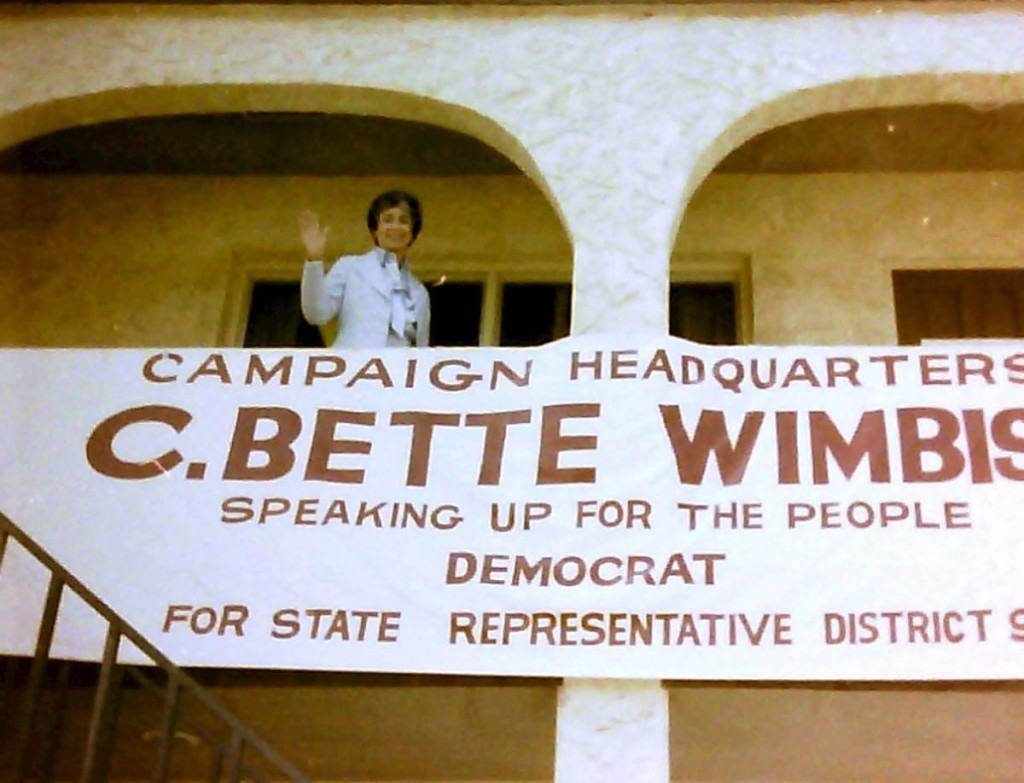 CAMPAIGN HEADQUARTERS
C. BETTE WIMBIS
SPEAKING UP FOR THE PEOPLE
DEMOCRAT
FOR STATE REPRESENTATIVE DISTRICT